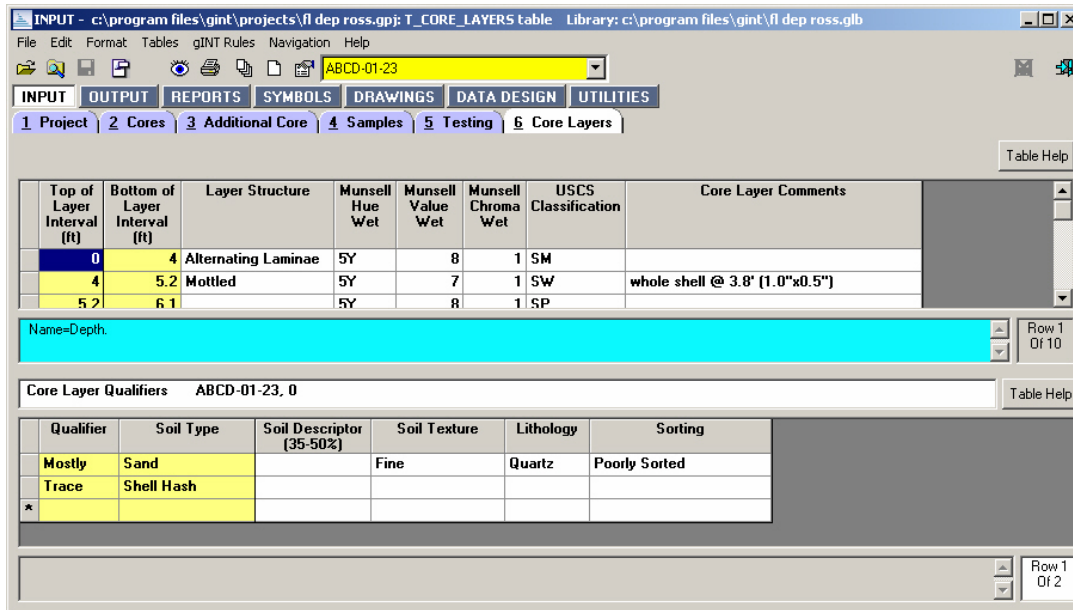 INPUT - c:\program files\gint\projects\fl dep ross.gpj: T_CORE_LAYERS table Library: c:\program files\gint\fl dep ross.glb
File Edit Format Tables gINT Rules Navigation Help
ABCD-01-23
INPUT OUTPUT REPORTS SYMBOLS DRAWINGS DATA DESIGN UTILITIES
1 Project 2 Cores 3 Additional Core 4 Samples 5 Testing 6 Core Layers
Table Help
Top of Layer Interval (ft) Bottom of Layer Interval (ft) Layer Structure Munsell Hue Wet Munsell Value Wet Munsell Chroma Wet USCS Classification Core Layer Comments
0 4 Alternating Laminae 5Y 8 1 SM
4 5.2 Mottled 5Y 7 1 SW whole shell @ 3.8' (1.0"x0.5")
5.2 6.1 5Y 8 1 SP
Name=Depth.
Row 1 Of 10
Core Layer Qualifiers ABCD-01-23, 0
Table Help
Qualifier Soil Type Soil Descriptor (35-50%) Soil Texture Lithology Sorting
Mostly Sand Fine Quartz Poorly Sorted
Trace Shell Hash
*
Row 1 Of 2